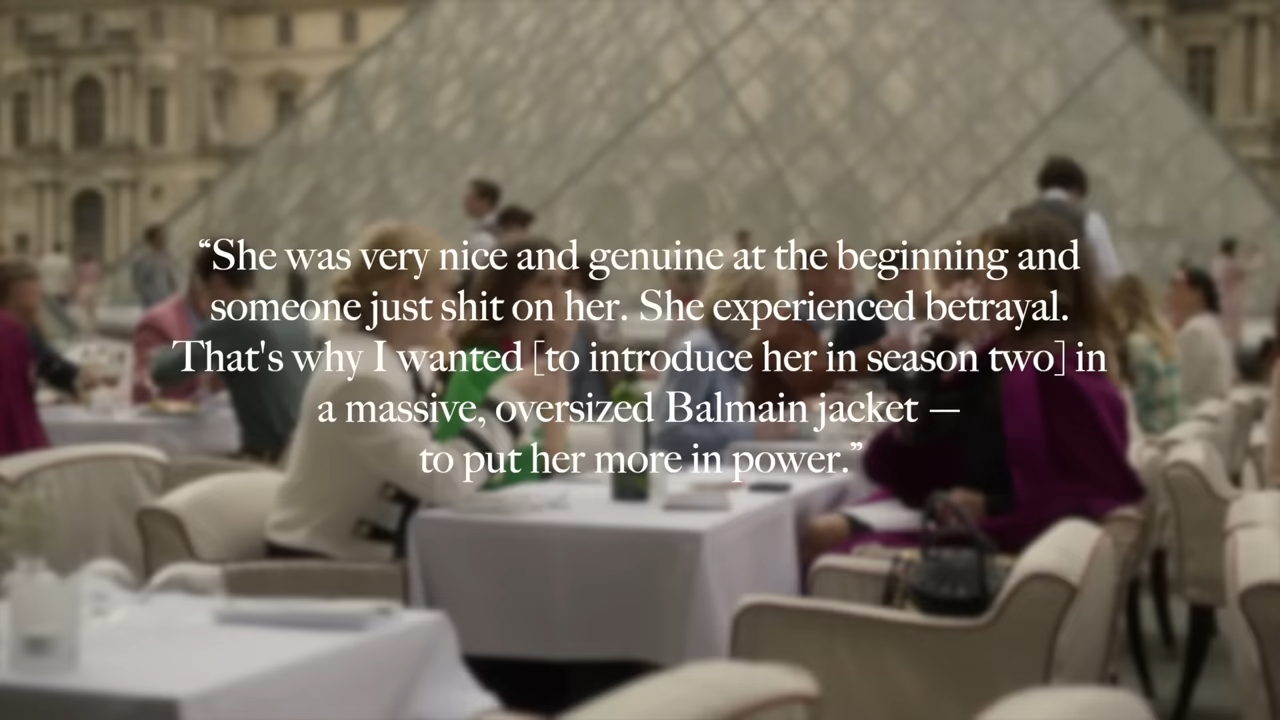 “She was very nice and genuine at the beginning and
someone just shit on her. She experienced betrayal.
That's why I wanted [to introduce her in season two] in
a massive, oversized Balmain jacket —
to put her more in power.”